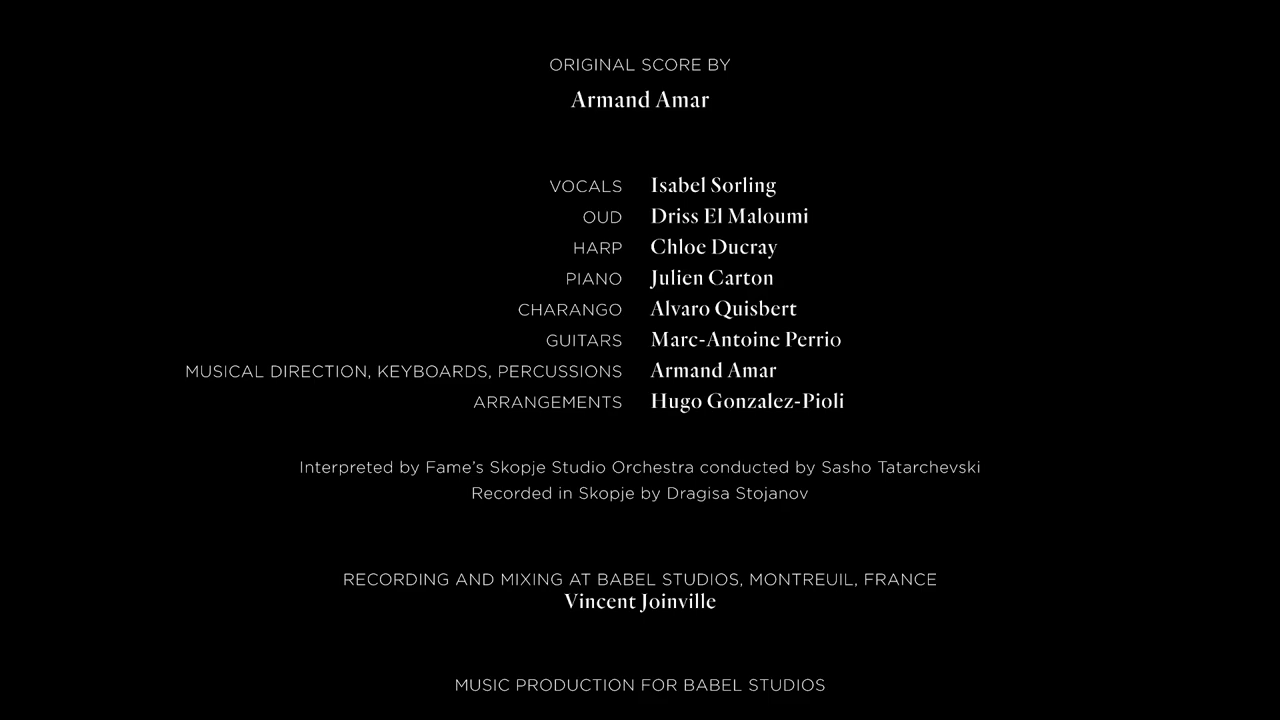 ORIGINAL SCORE BY
Armand Amar
VOCALS Isabel Sorling
OUD Driss El Maloumi
HARP Chloe Ducray
PIANO Julien Carton
CHARANGO Alvaro Quisbert
GUITARS Marc-Antoine Perrio
MUSICAL DIRECTION, KEYBOARDS, PERCUSSIONS Armand Amar
ARRANGEMENTS Hugo Gonzalez-Pioli
Interpreted by Fame's Skopje Studio Orchestra conducted by Sasho Tatarchevski
Recorded in Skopje by Dragisa Stojanov
RECORDING AND MIXING AT BABEL STUDIOS, MONTREUIL, FRANCE
Vincent Joinville
MUSIC PRODUCTION FOR BABEL STUDIOS